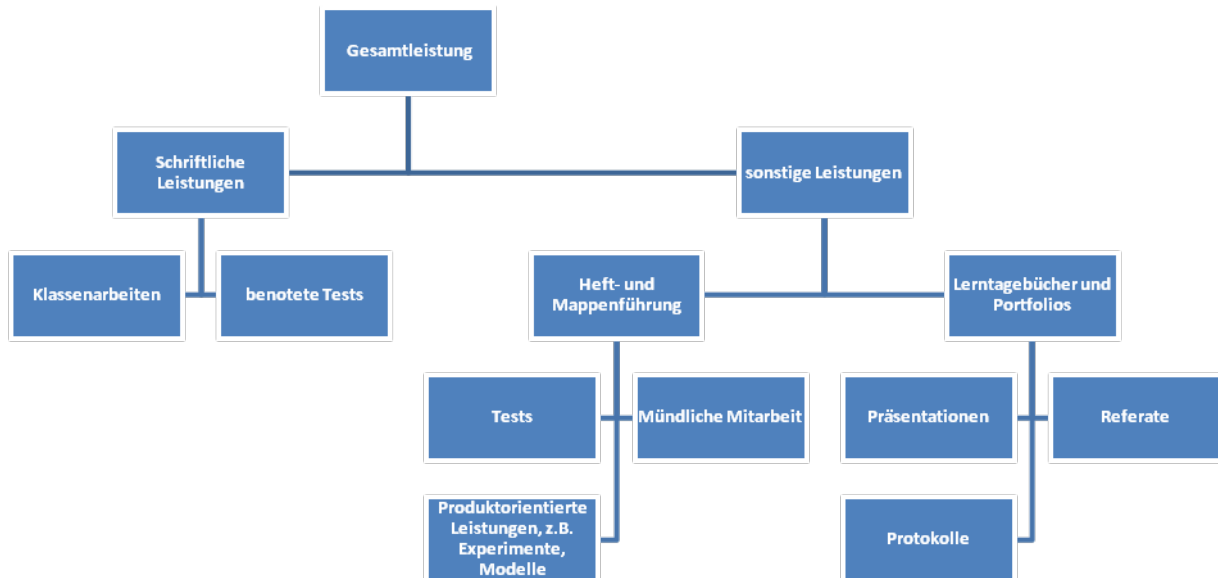 Gesamtleistung
Schriftliche
Leistungen
sonstige Leistungen
Klassenarbeiten
benotete Tests
Heft- und
Mappenführung
Lerntagebücher und
Portfolios
Tests
Mündliche Mitarbeit
Präsentationen
Referate
Produktorientierte
Leistungen, z.B.
Experimente,
Modelle
Protokolle